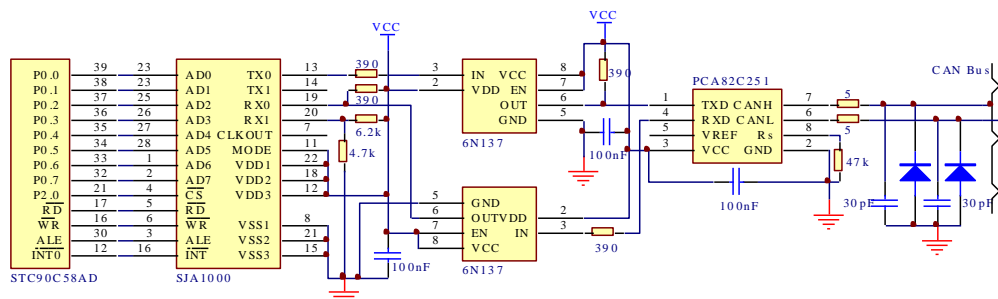 VCC
VCC
CAN Bus
P0.0 39 23 AD0 TX0 13 390 3 IN VCC 8
P0.1 38 23 AD1 TX1 14 2 VDD EN 7 390
P0.2 37 25 AD2 RX0 19 390 OUT 6
P0.3 36 26 AD3 RX1 20 6.2k GND 5
P0.4 35 27 AD4 CLKOUT 7
P0.5 34 28 AD5 MODE 11 4.7k
P0.6 33 1 AD6 VDD1 22
P0.7 32 2 AD7 VDD2 18
P2.0 21 4 CS VDD3 12
RD 17 5 RD
WR 16 6 WR VSS1 8
ALE 30 3 ALE VSS2 21
INT0 12 16 INT VSS3 15
STC90C58AD
SJA1000
6N137
100nF
PCA82C251
1 TXD CANH 7 5
4 RXD CANL 6 5
5 VREF Rs 8
3 VCC GND 2
47k
100nF
30pF
30pF
5 GND
6 OUT VDD 2
7 EN IN 3 390
8 VCC
100nF
6N137